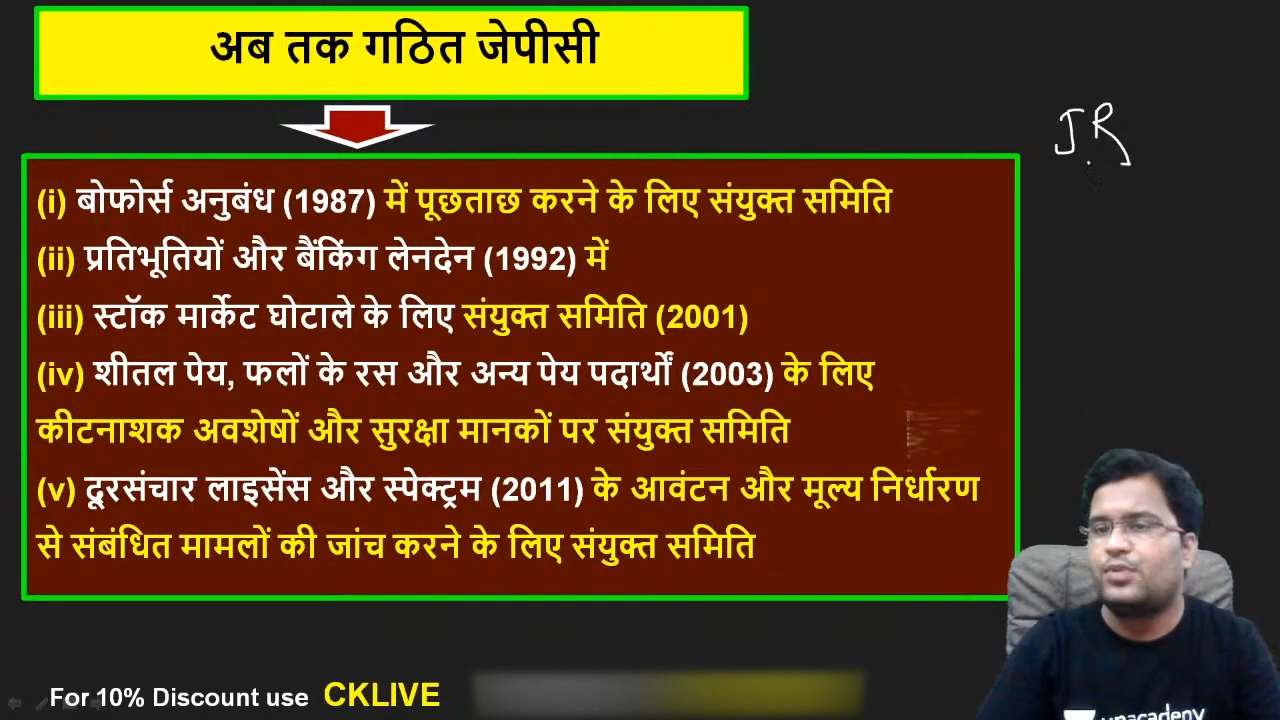 अब तक गठित जेपीसी
JR
(i) बोफोर्स अनुबंध (1987) में पूछताछ करने के लिए संयुक्त समिति
(ii) प्रतिभूतियों और बैंकिंग लेनदेन (1992) में
(iii) स्टॉक मार्केट घोटाले के लिए संयुक्त समिति (2001)
(iv) शीतल पेय, फलों के रस और अन्य पेय पदार्थों (2003) के लिए
कीटनाशक अवशेषों और सुरक्षा मानकों पर संयुक्त समिति
(v) दूरसंचार लाइसेंस और स्पेक्ट्रम (2011) के आवंटन और मूल्य निर्धारण
से संबंधित मामलों की जांच करने के लिए संयुक्त समिति
For 10% Discount use CKLIVE
unacademy